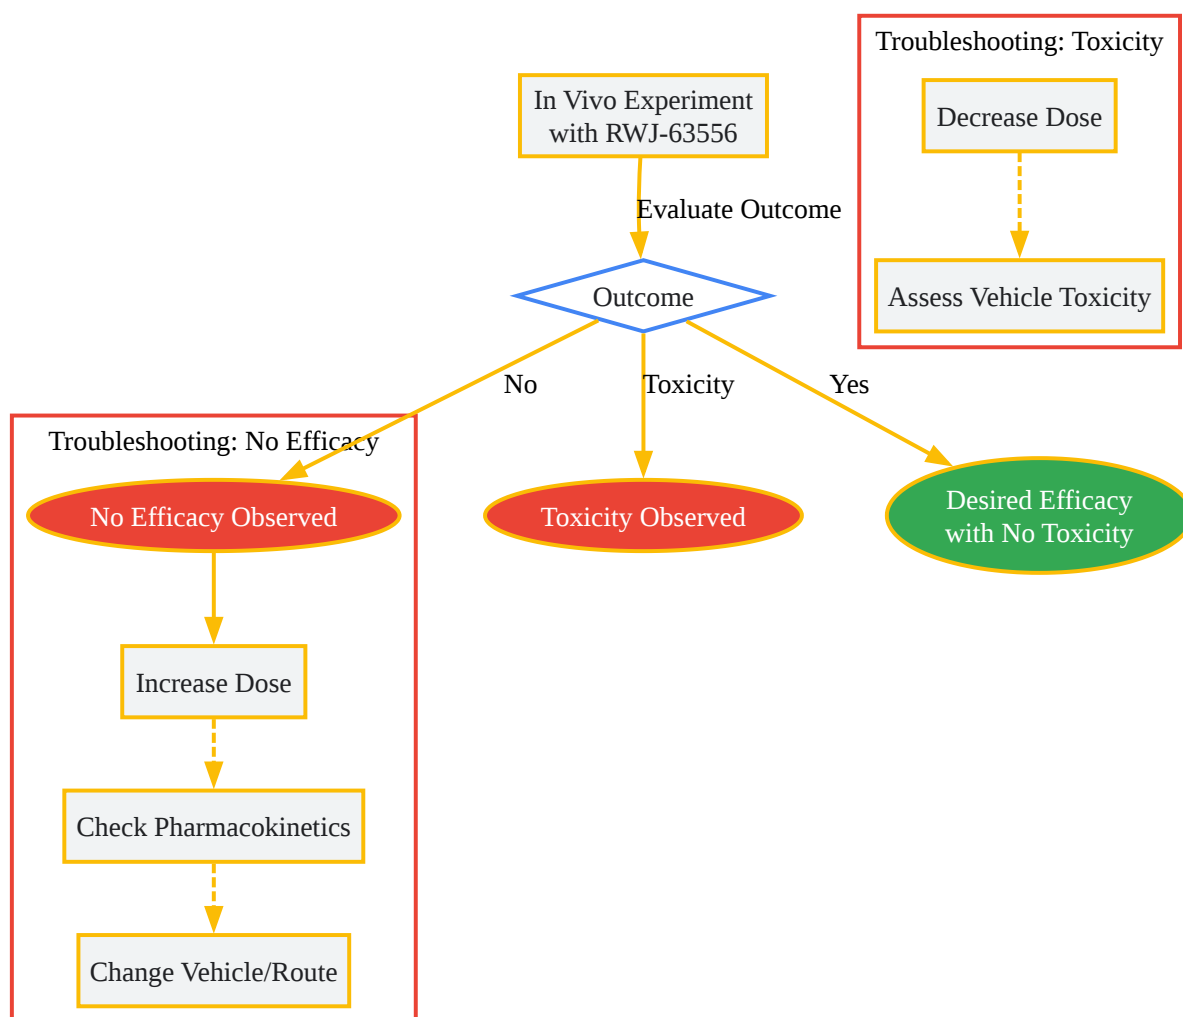 Troubleshooting: Toxicity
Decrease Dose
Assess Vehicle Toxicity
In Vivo Experiment
with RWJ-63556
Evaluate Outcome
Outcome
No
Toxicity
Yes
Troubleshooting: No Efficacy
No Efficacy Observed
Toxicity Observed
Desired Efficacy
with No Toxicity
Increase Dose
Check Pharmacokinetics
Change Vehicle/Route